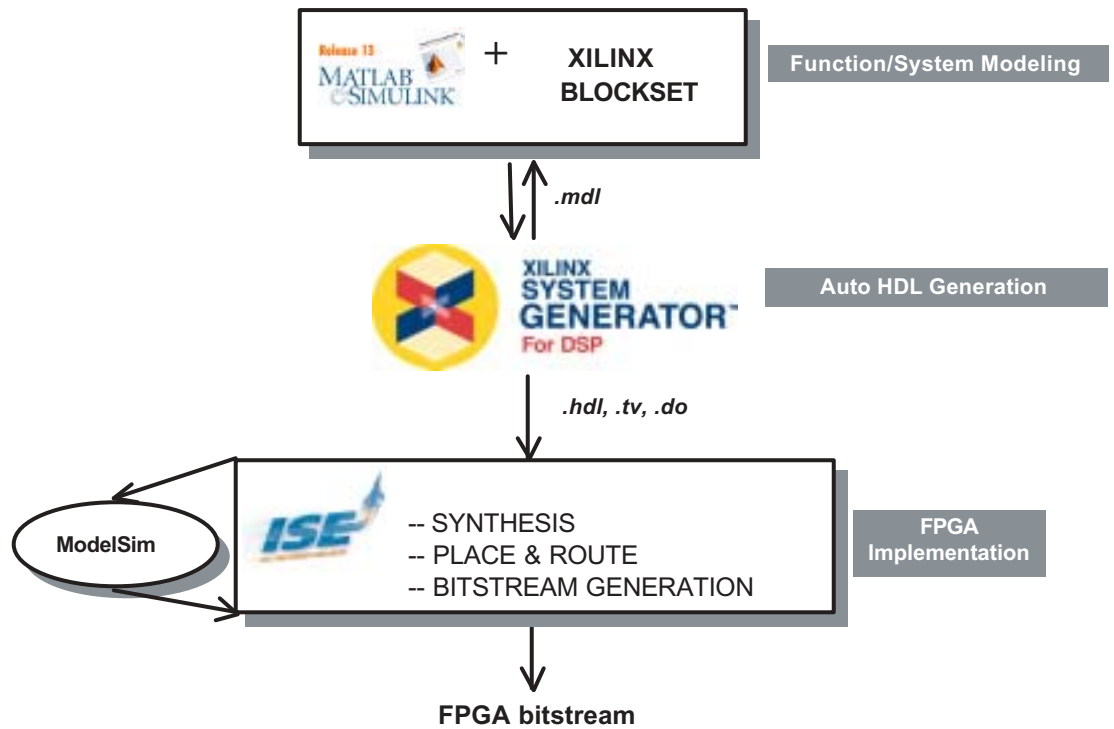 Release 13
MATLAB
&SIMULINK
+
XILINX
BLOCKSET
Function/System Modeling
.mdl
XILINX
SYSTEM
GENERATOR™
For DSP
Auto HDL Generation
.hdl, .tv, .do
ModelSim
ISE
-- SYNTHESIS
-- PLACE & ROUTE
-- BITSTREAM GENERATION
FPGA
Implementation
FPGA bitstream